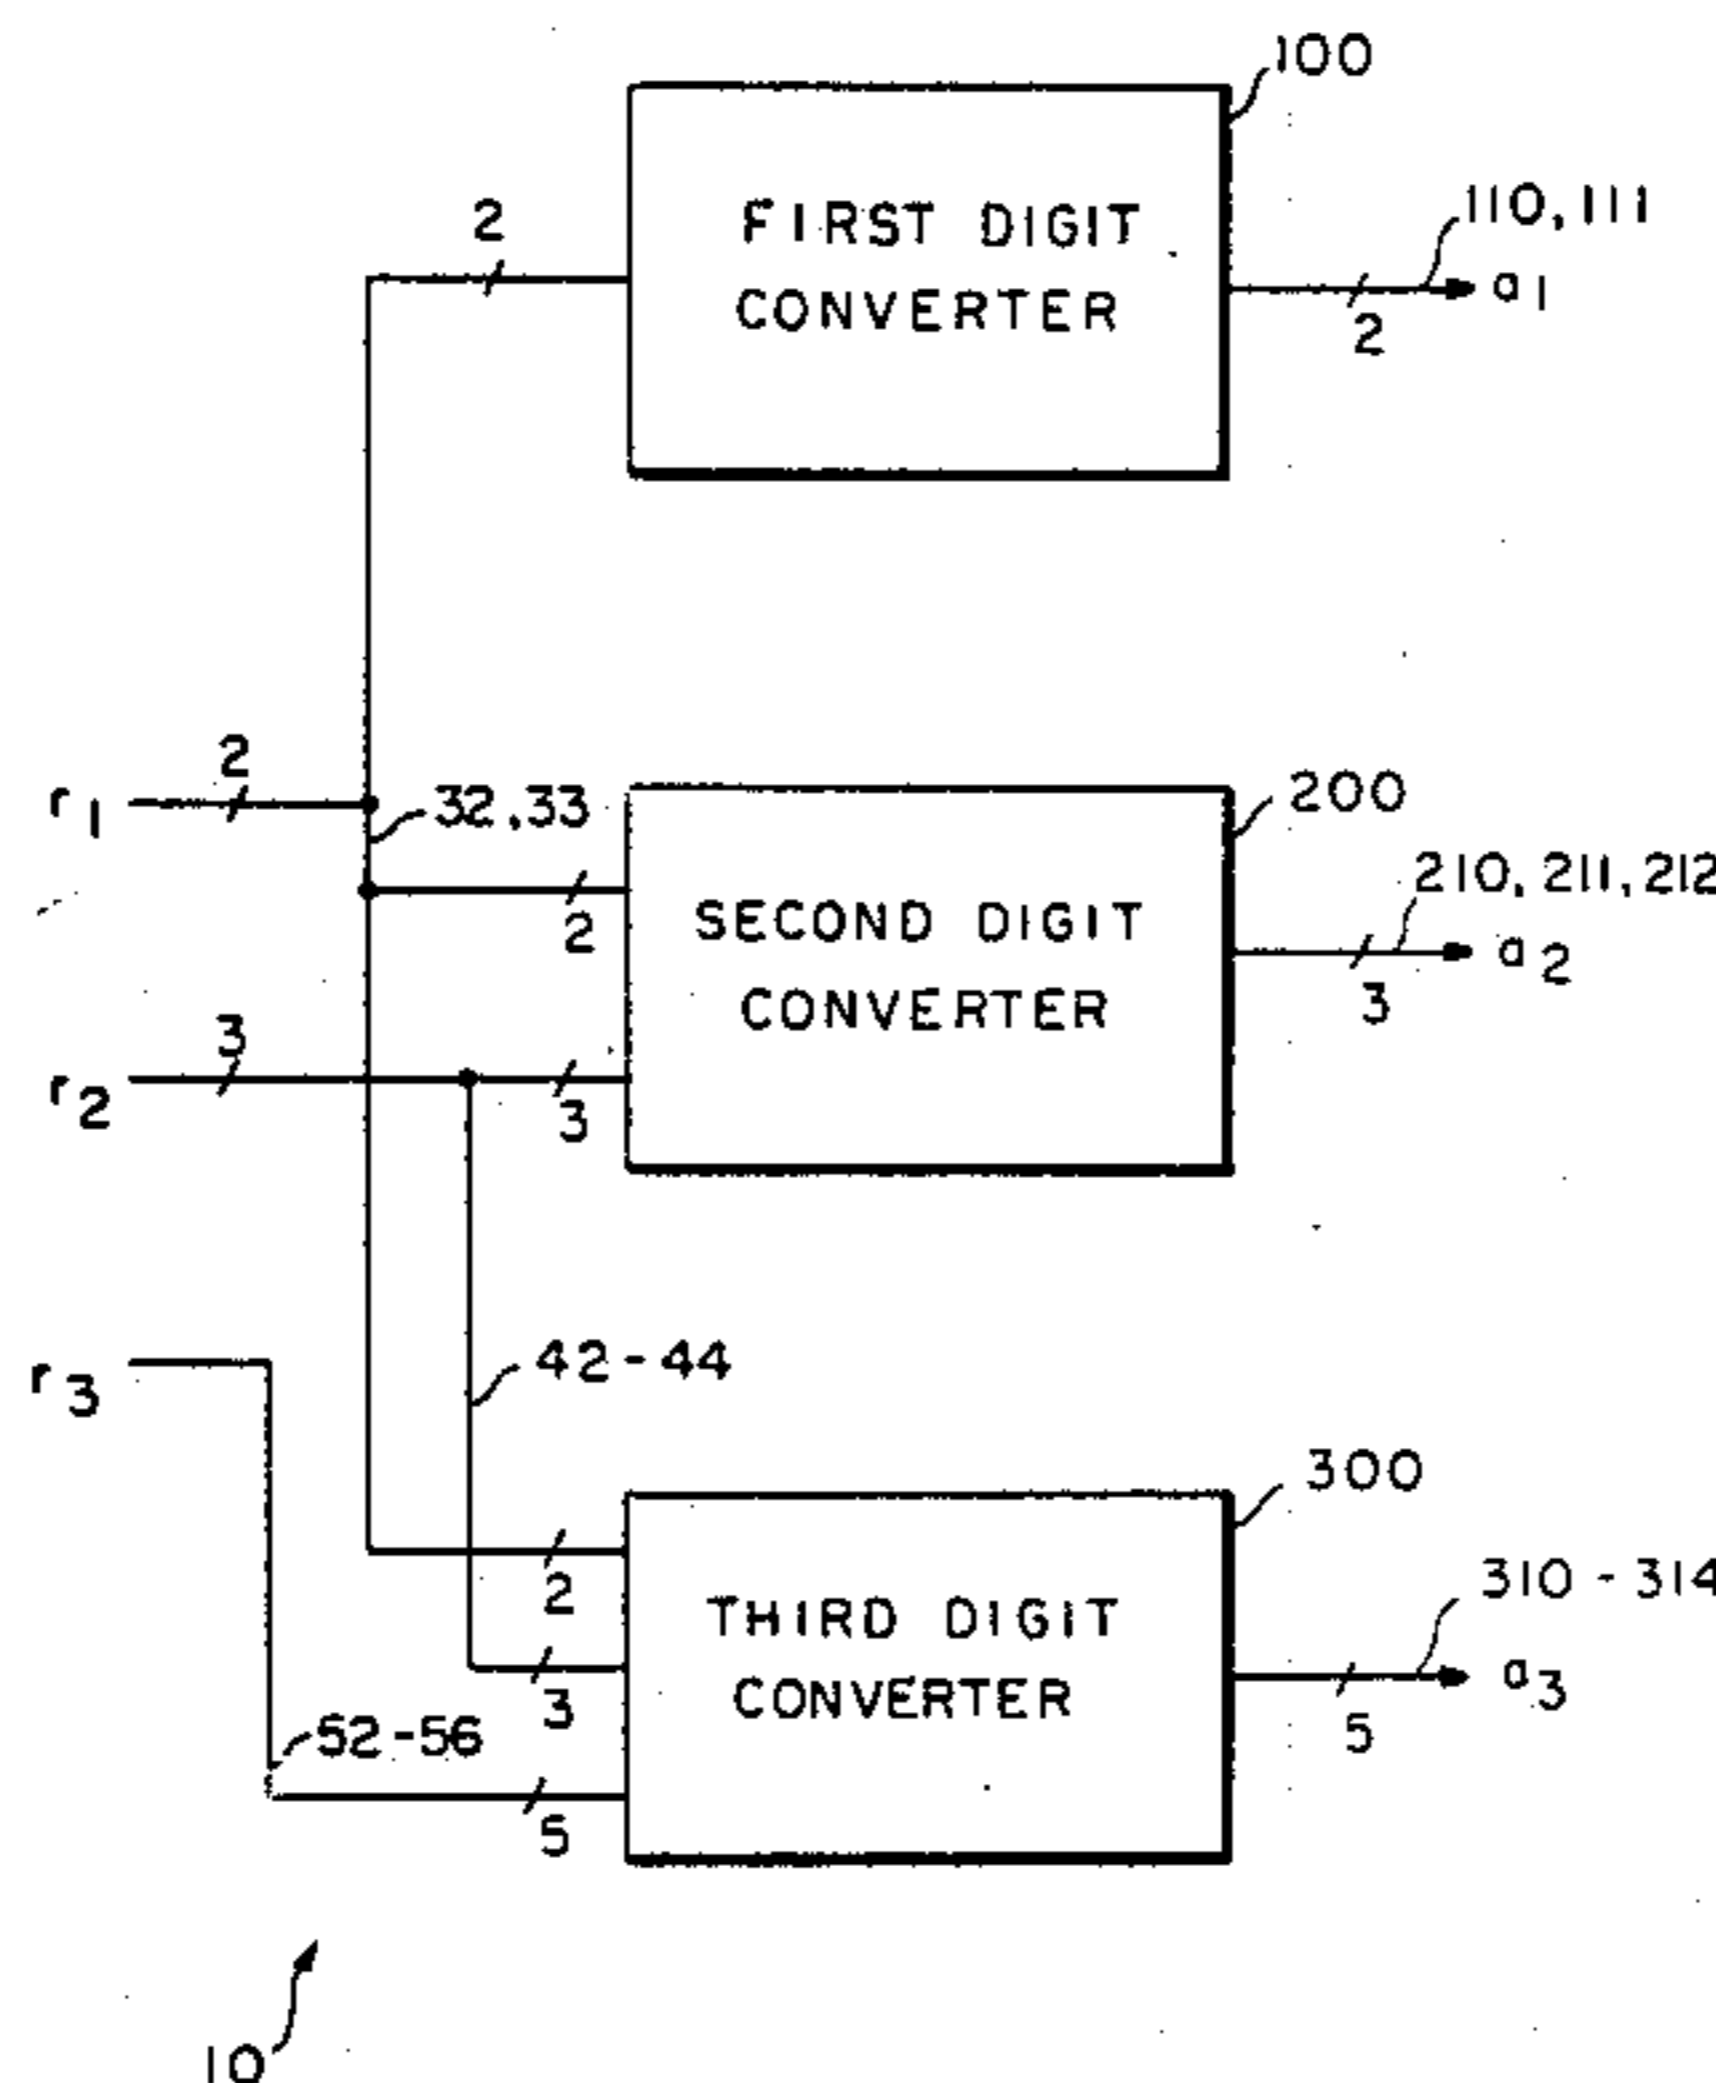 100
FIRST DIGIT
CONVERTER
2
110, 111
a1
2
r1
2
32, 33
200
SECOND DIGIT
CONVERTER
2
210, 211, 212
a2
3
r2
3
3
r3
42-44
300
THIRD DIGIT
CONVERTER
2
3
310-314
a3
5
52-56
5
10